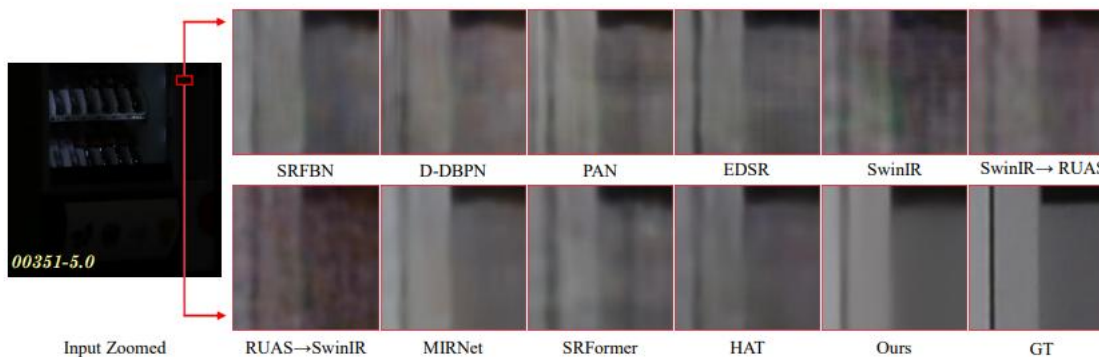 SRFBN D-DBPN PAN EDSR SwinIR SwinIR→ RUAS
00351-5.0
Input Zoomed RUAS→SwinIR MIRNet SRFormer HAT Ours GT